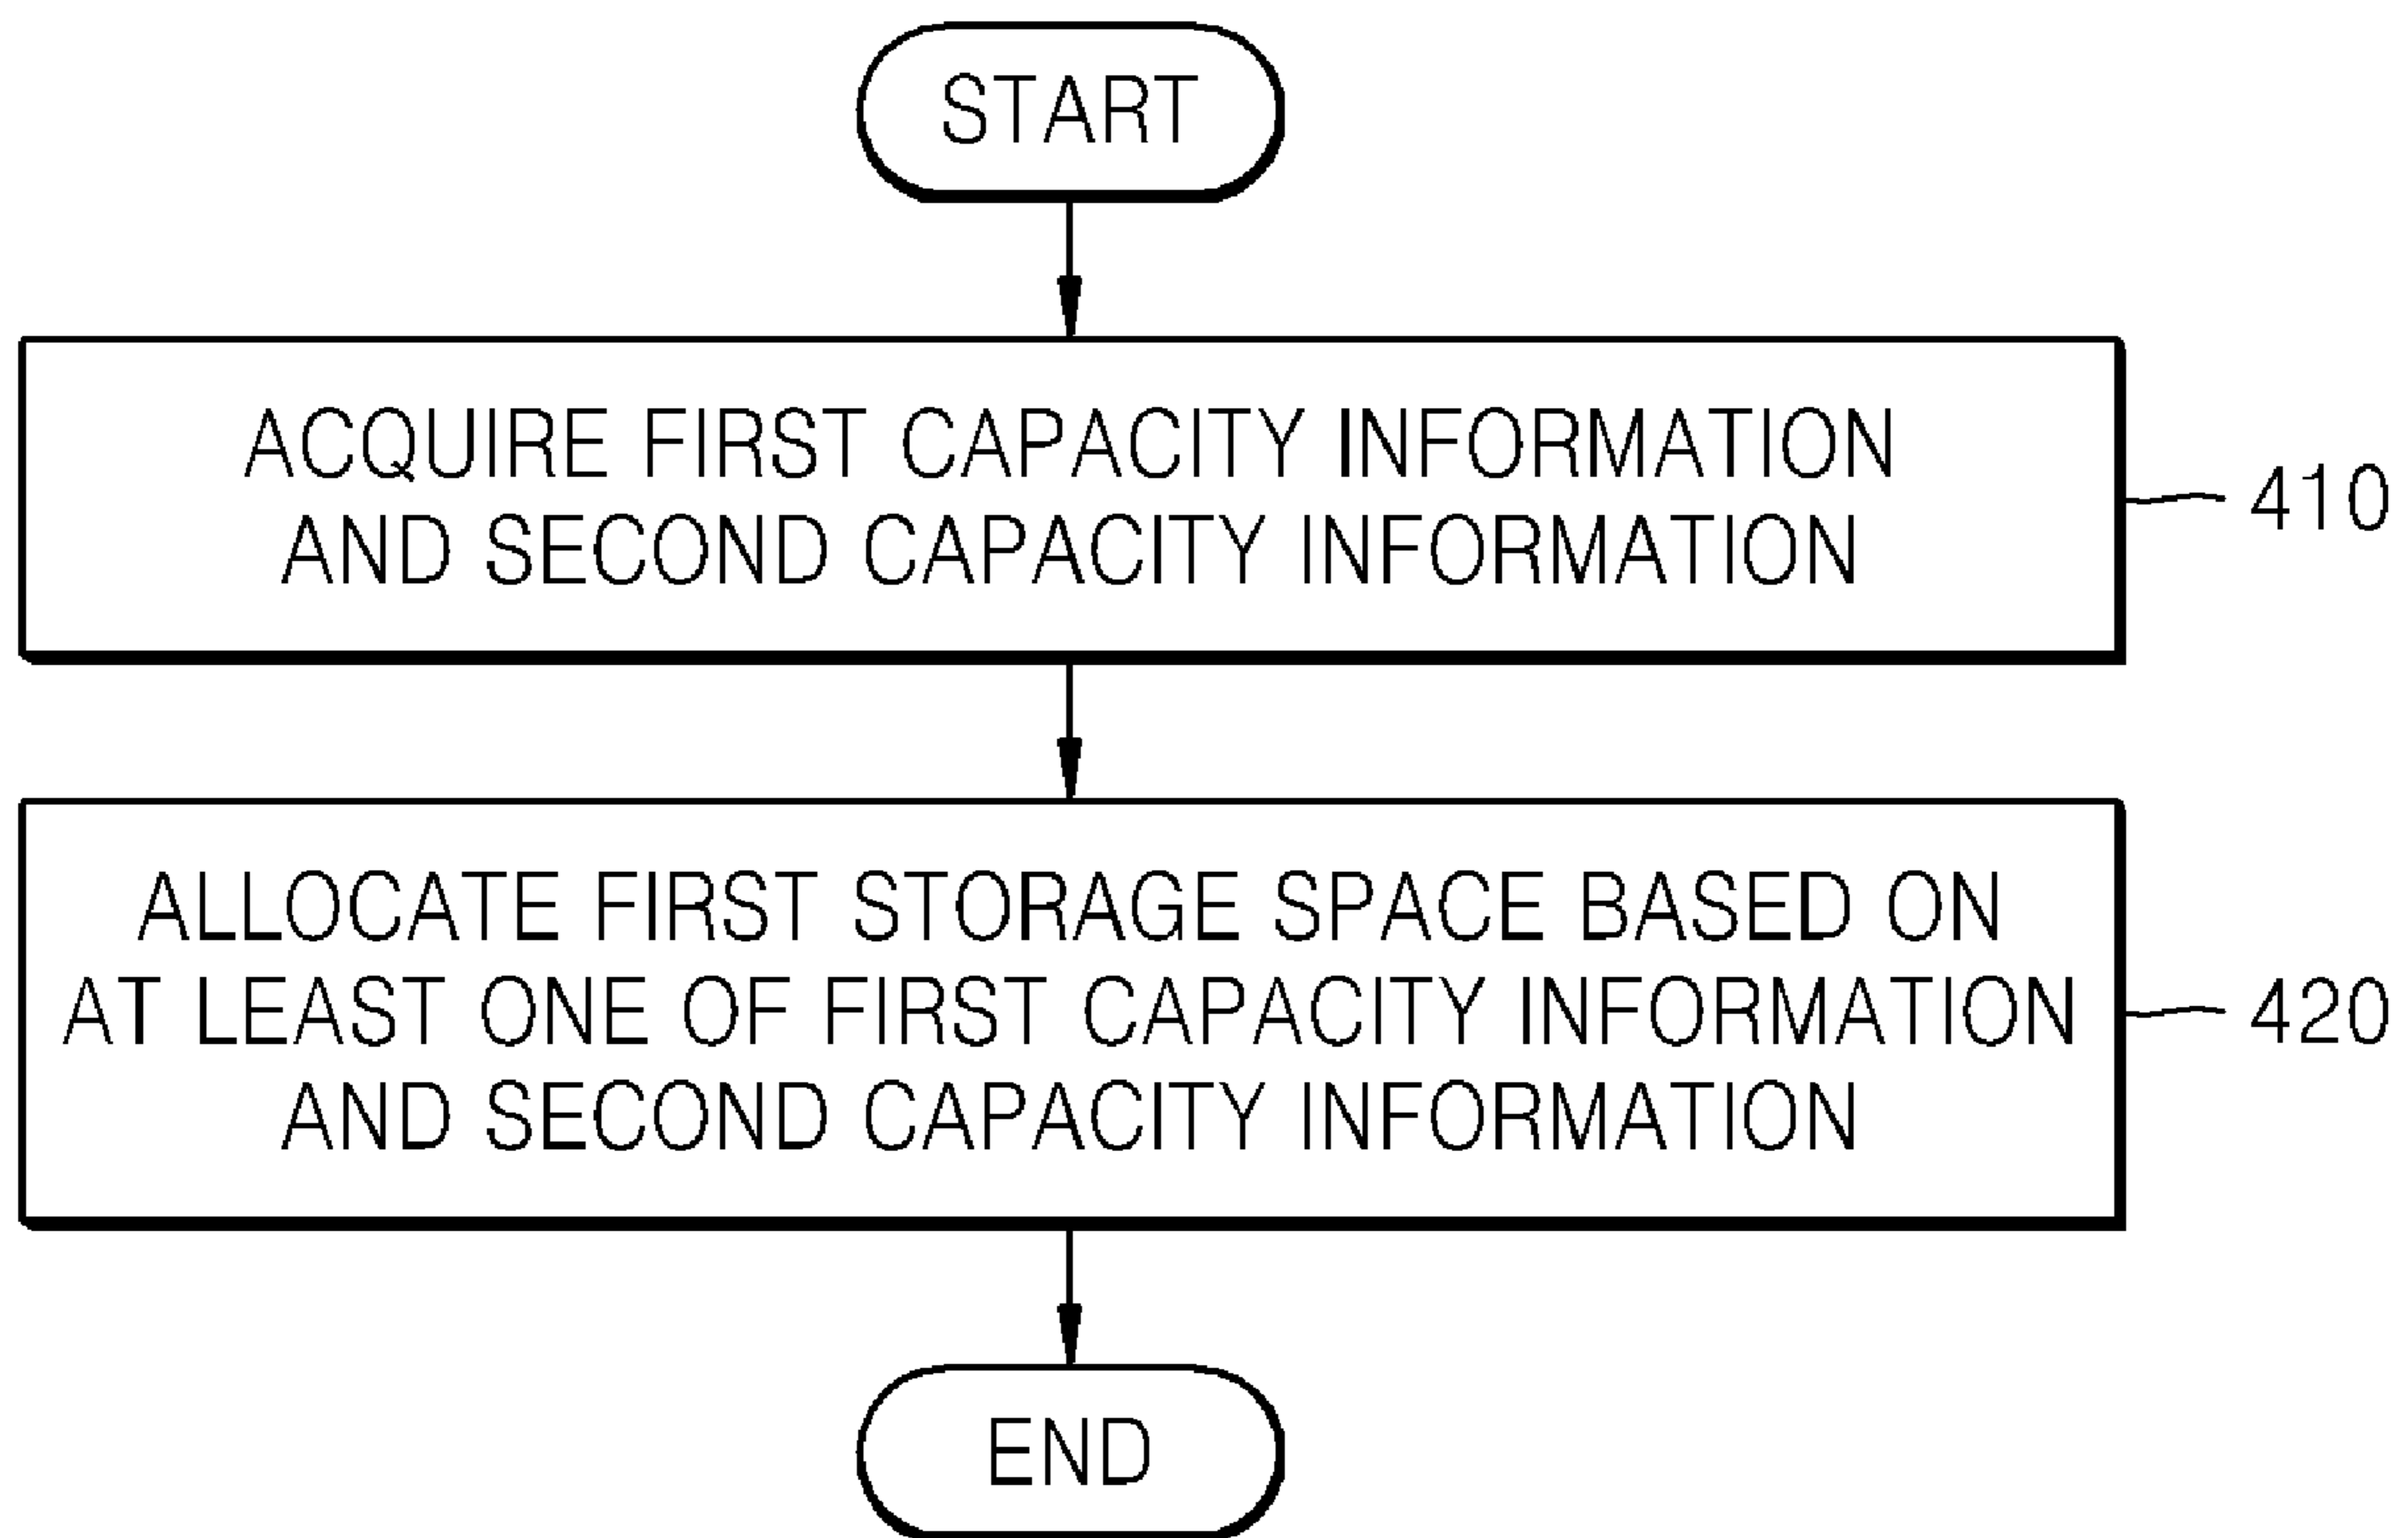 START
ACQUIRE FIRST CAPACITY INFORMATION
AND SECOND CAPACITY INFORMATION
410
ALLOCATE FIRST STORAGE SPACE BASED ON
AT LEAST ONE OF FIRST CAPACITY INFORMATION
AND SECOND CAPACITY INFORMATION
420
END